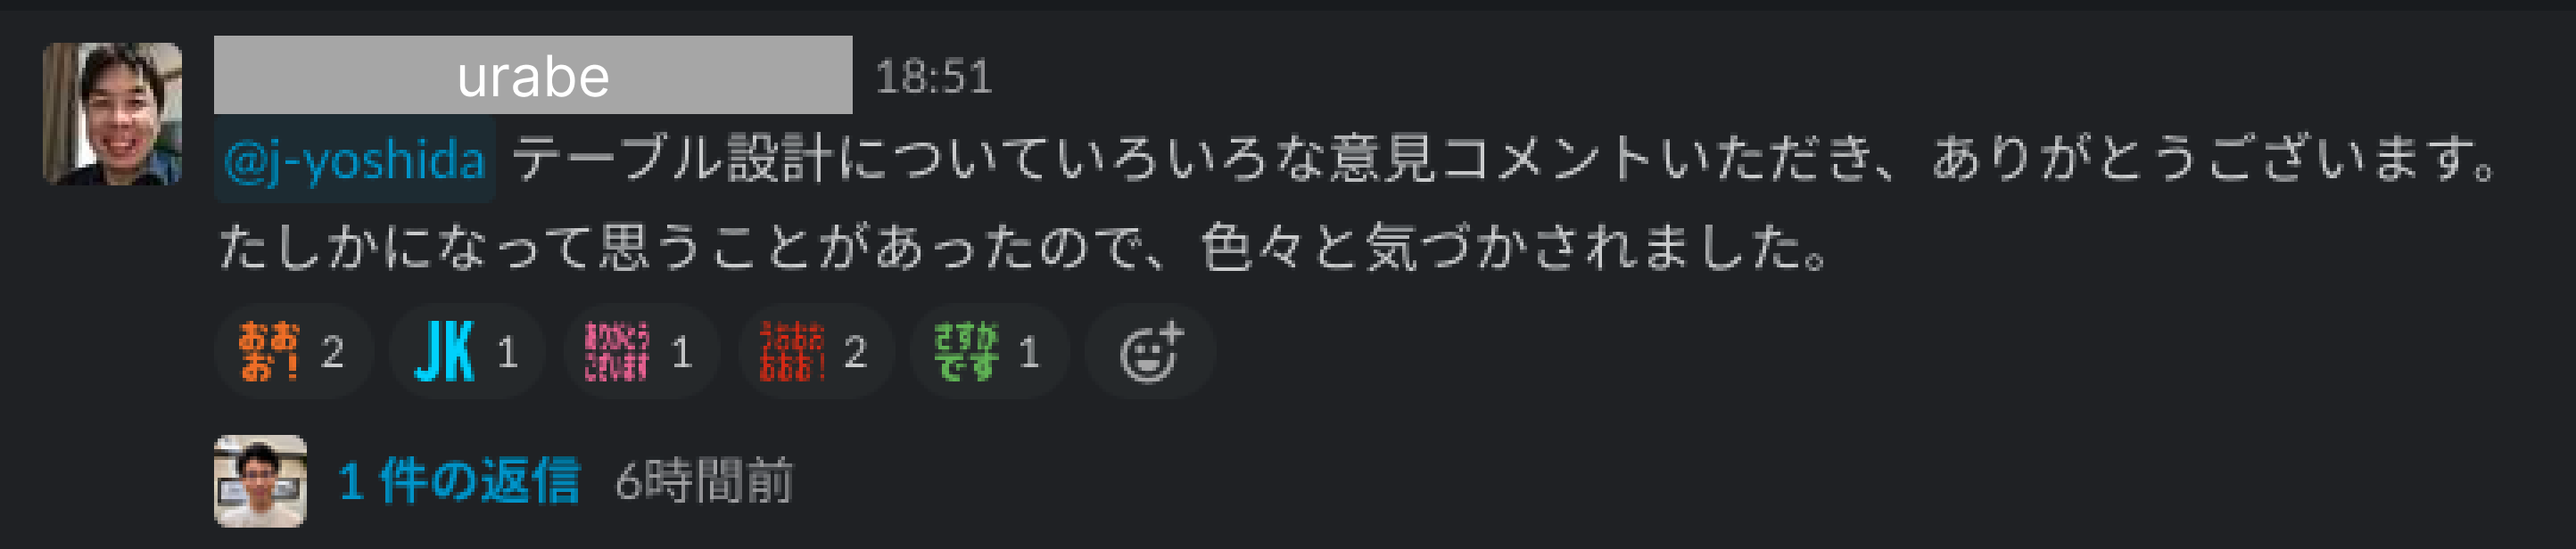 urabe 18:51
@j-yoshida テーブル設計についていろいろな意見コメントいただき、ありがとうございます。
たしかになって思うことがあったので、色々と気づかされました。
おお 2 JK 1 ありがとう 1 うおおお 2 さすが 1
お！ ございます おおお！ です
1 件の返信 6時間前